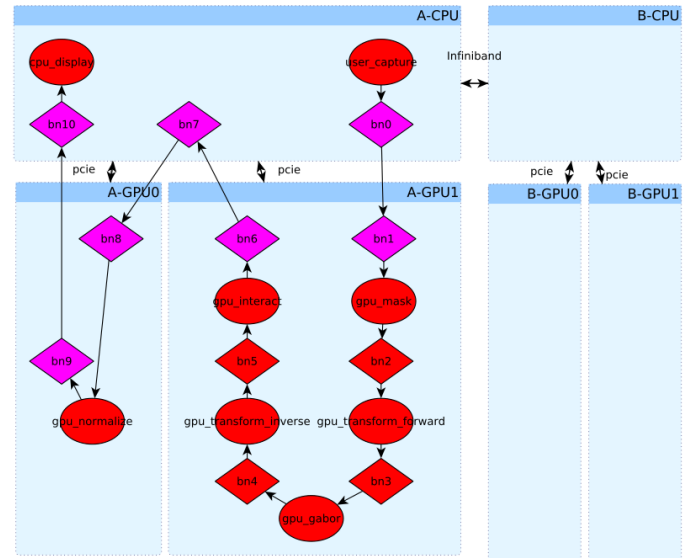 A-CPU
B-CPU
cpu_display
user_capture
Infiniband
bn10
bn7
bn0
pcie
pcie
pcie
pcie
A-GPU0
A-GPU1
B-GPU0
B-GPU1
bn8
bn6
bn1
gpu_interact
gpu_mask
bn9
bn5
bn2
gpu_normalize
gpu_transform_inverse
gpu_transform_forward
bn4
bn3
gpu_gabor